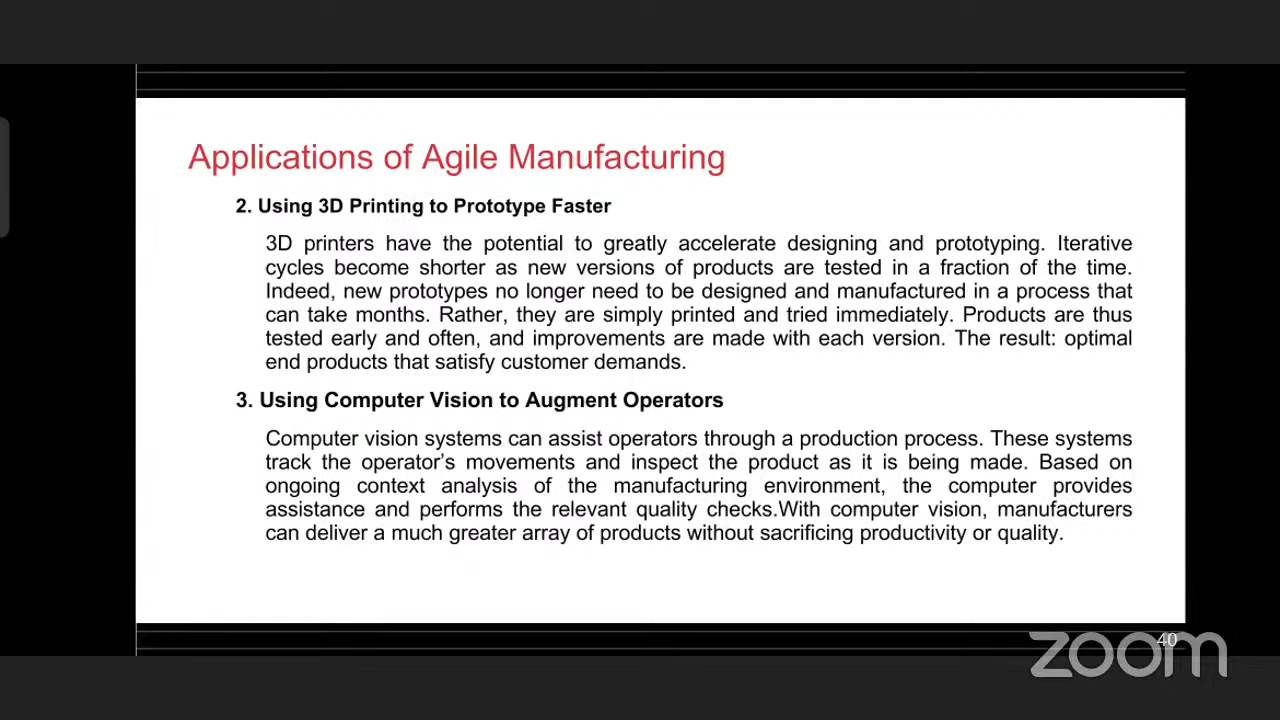 Applications of Agile Manufacturing
2. Using 3D Printing to Prototype Faster
3D printers have the potential to greatly accelerate designing and prototyping. Iterative
cycles become shorter as new versions of products are tested in a fraction of the time.
Indeed, new prototypes no longer need to be designed and manufactured in a process that
can take months. Rather, they are simply printed and tried immediately. Products are thus
tested early and often, and improvements are made with each version. The result: optimal
end products that satisfy customer demands.
3. Using Computer Vision to Augment Operators
Computer vision systems can assist operators through a production process. These systems
track the operator’s movements and inspect the product as it is being made. Based on
ongoing context analysis of the manufacturing environment, the computer provides
assistance and performs the relevant quality checks.With computer vision, manufacturers
can deliver a much greater array of products without sacrificing productivity or quality.
40
zoom